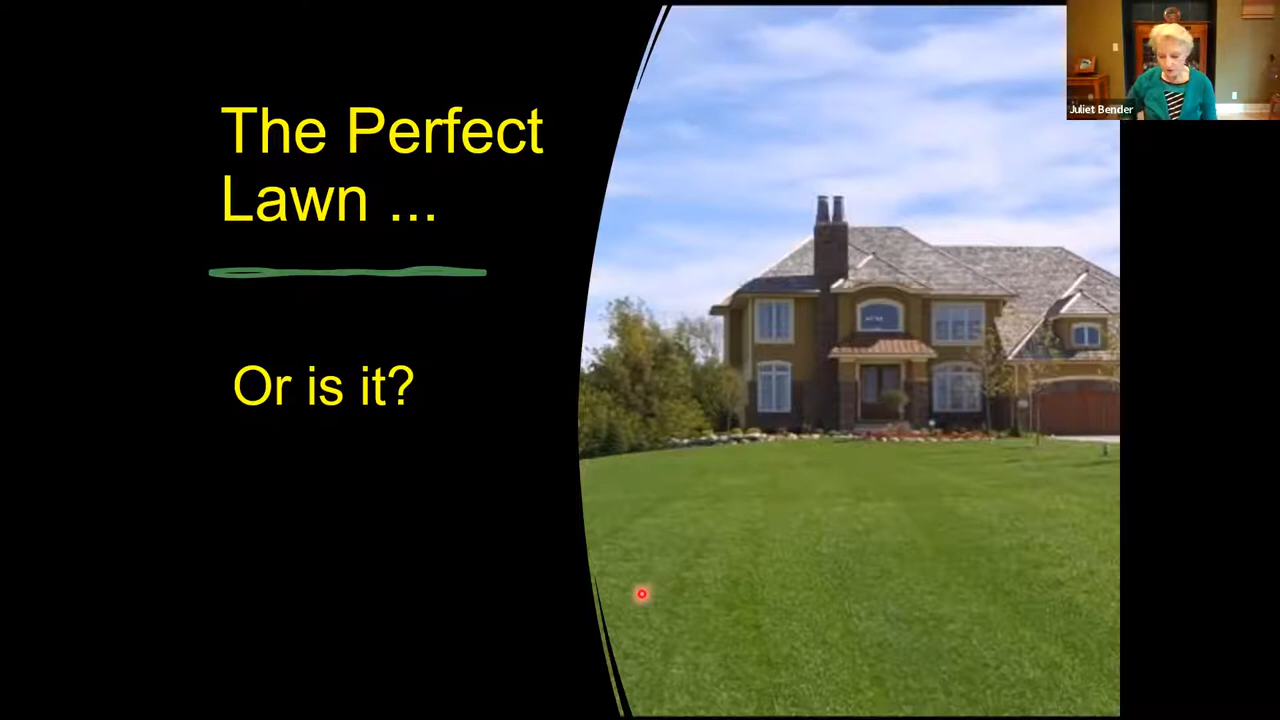 The Perfect
Lawn ...
Or is it?
Juliet Bender